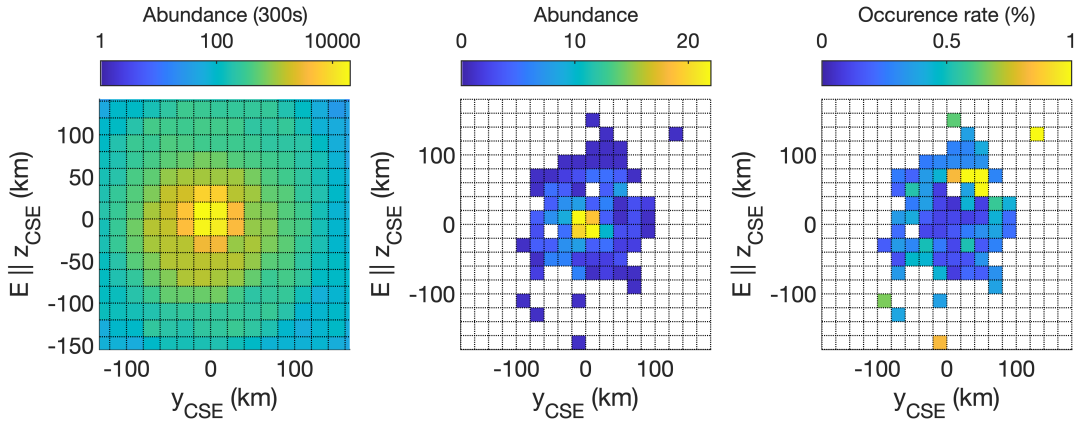 Abundance (300s)
1 100 10000
E || z_CSE (km)
100
50
0
-50
-100
-150
-100 0 100
y_CSE (km)
Abundance
0 10 20
E || z_CSE (km)
100
0
-100
-100 0 100
y_CSE (km)
Occurence rate (%)
0 0.5 1
E || z_CSE (km)
100
0
-100
-100 0 100
y_CSE (km)